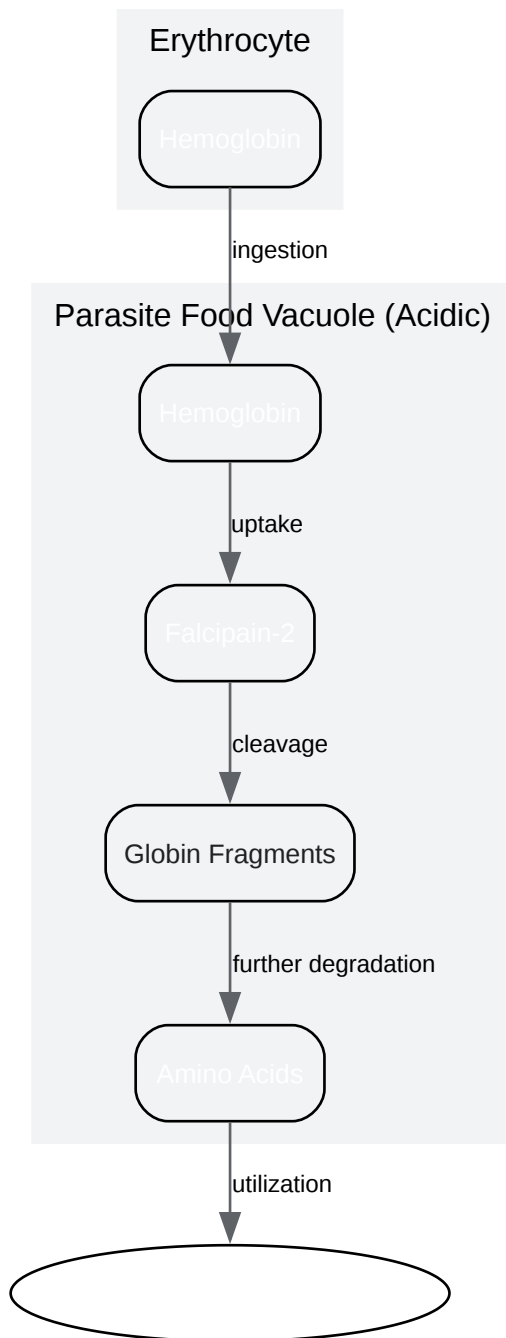 Erythrocyte
Hemoglobin
ingestion
Parasite Food Vacuole (Acidic)
Hemoglobin
uptake
Falcipain-2
cleavage
Globin Fragments
further degradation
Amino Acids
utilization